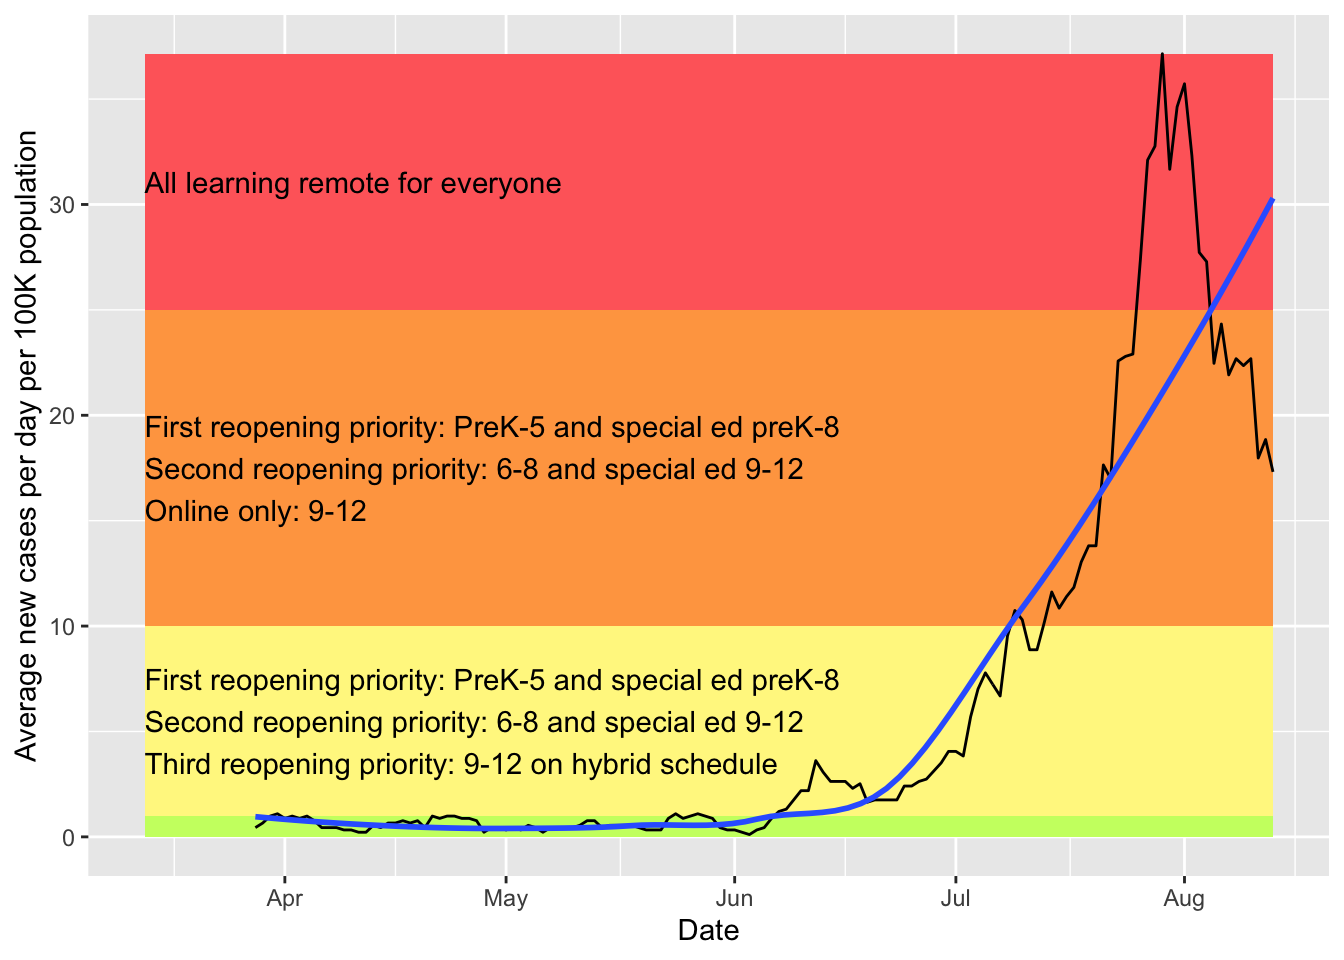 Average new cases per day per 100K population
30
20
10
0
All learning remote for everyone
First reopening priority: PreK-5 and special ed preK-8
Second reopening priority: 6-8 and special ed 9-12
Online only: 9-12
First reopening priority: PreK-5 and special ed preK-8
Second reopening priority: 6-8 and special ed 9-12
Third reopening priority: 9-12 on hybrid schedule
Apr May Jun Jul Aug
Date